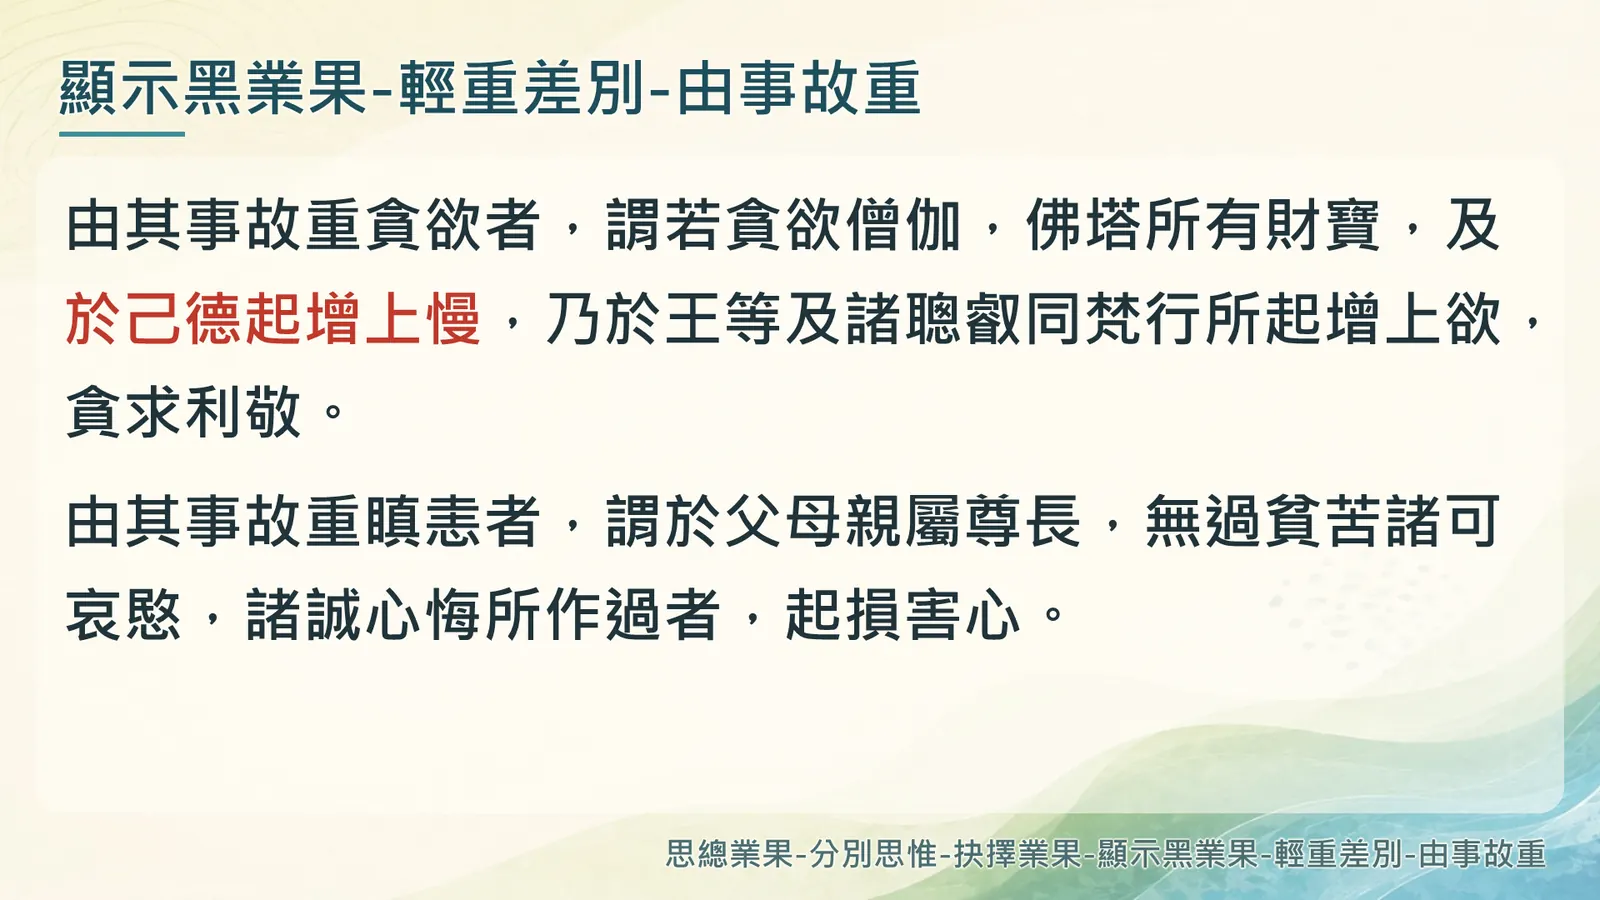 顯示黑業果-輕重差別-由事故重
由其事故重貪欲者，謂若貪欲僧伽，佛塔所有財寶，及
於己德起增上慢，乃於王等及諸聰叡同梵行所起增上欲，
貪求利敬。
由其事故重瞋恚者，謂於父母親屬尊長，無過貧苦諸可
哀愍，諸誠心悔所作過者，起損害心。
思總業果-分別思惟-抉擇業果-顯示黑業果-輕重差別-由事故重